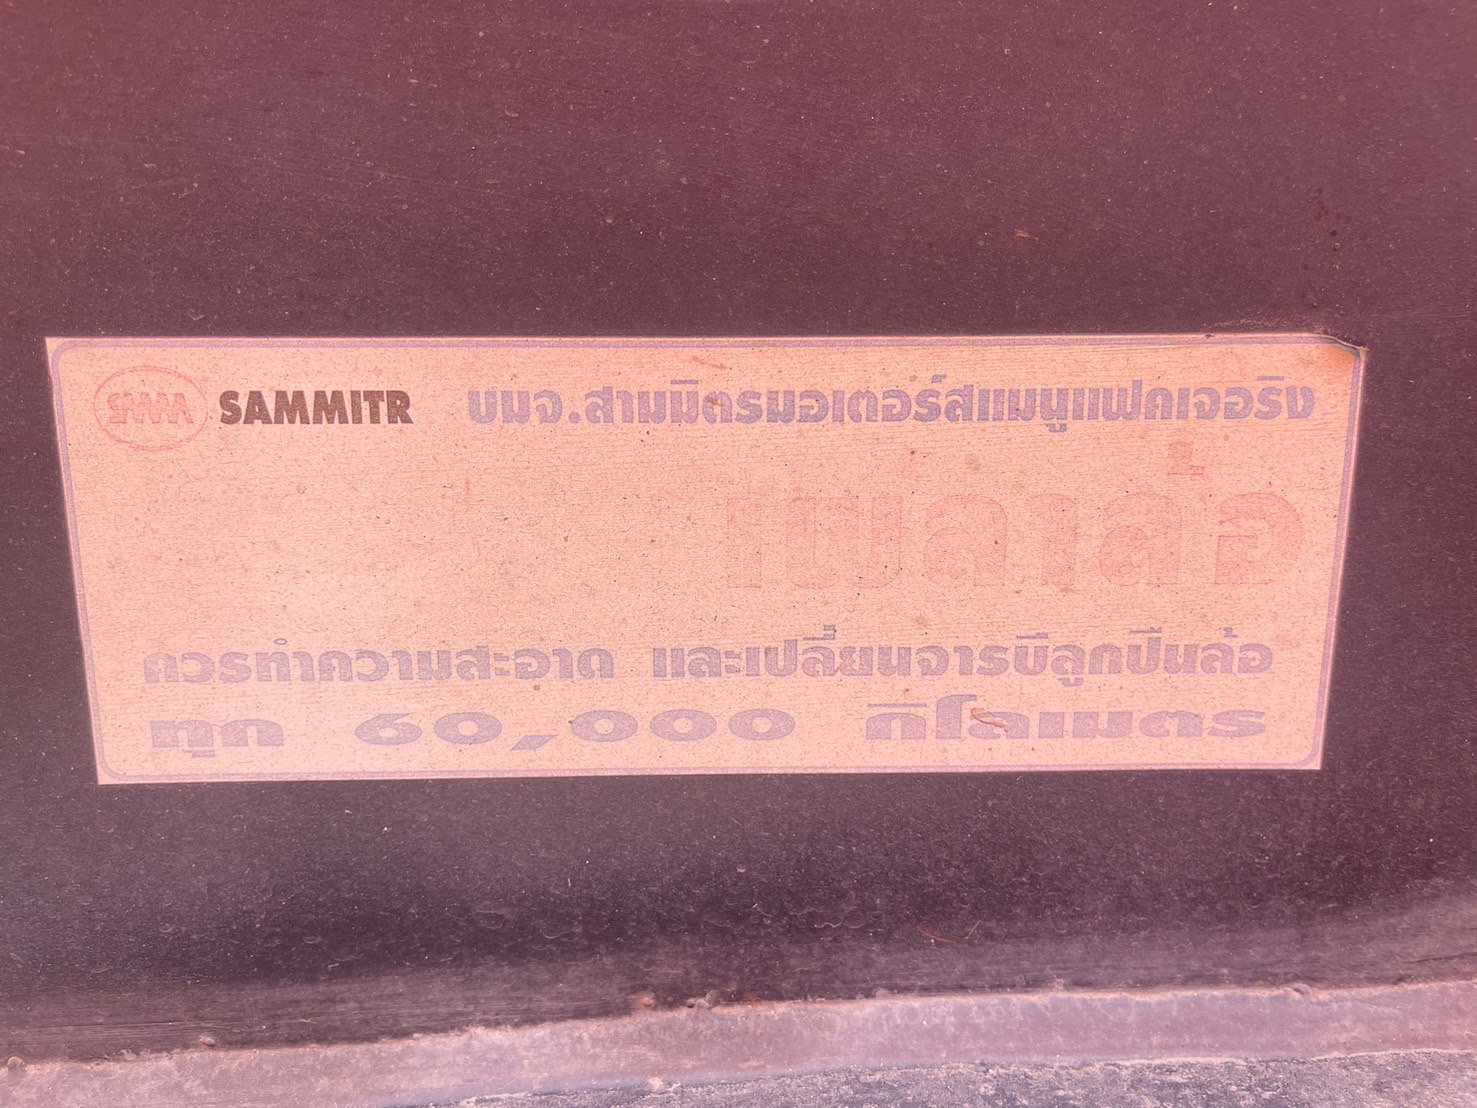 SAMMITR บมจ.สามมิตรมอเตอร์สแมนูแฟคเจอริง
เพลาล้อ
ควรทำความสะอาด และเปลี่ยนจารบีลูกปืนล้อ
ทุก 60,000 กิโลเมตร